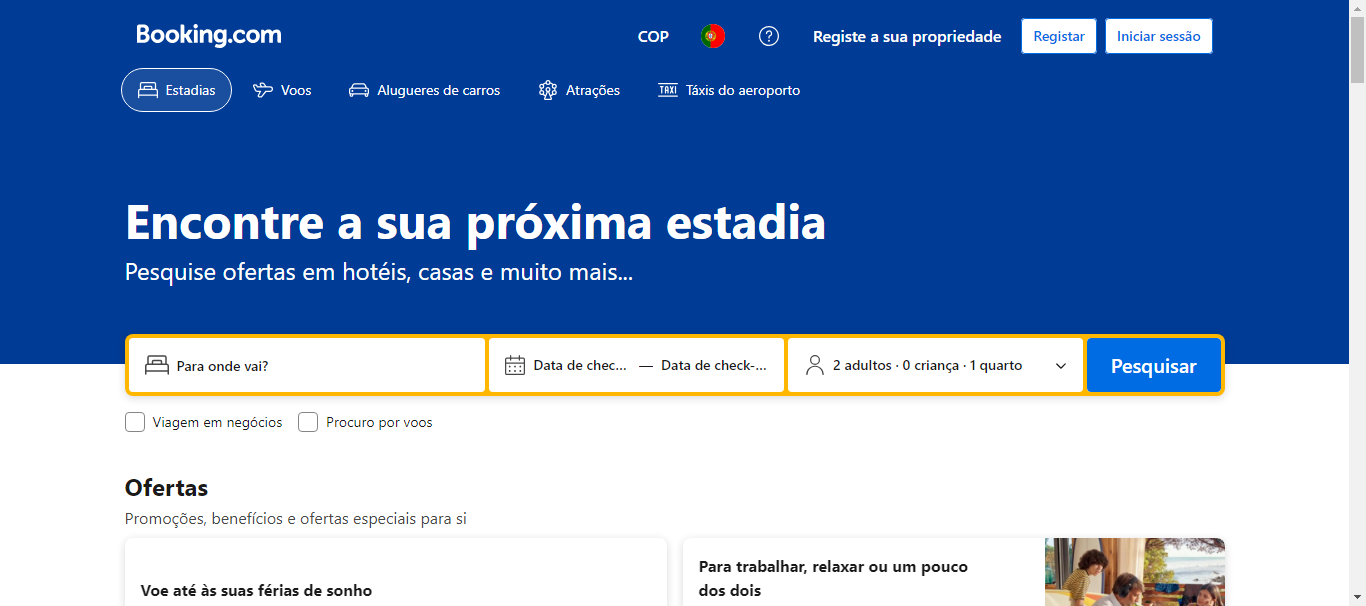 Booking.com
COP
Registe a sua propriedade
Registar
Iniciar sessão
Estadias
Voos
Alugueres de carros
Atrações
TAXI
Táxis do aeroporto
Encontre a sua próxima estadia
Pesquise ofertas em hotéis, casas e muito mais...
Para onde vai?
Data de chec... — Data de check-...
2 adultos · 0 criança · 1 quarto
Pesquisar
Viagem em negócios
Procuro por voos
Ofertas
Promoções, benefícios e ofertas especiais para si
Voe até às suas férias de sonho
Para trabalhar, relaxar ou um pouco
dos dois